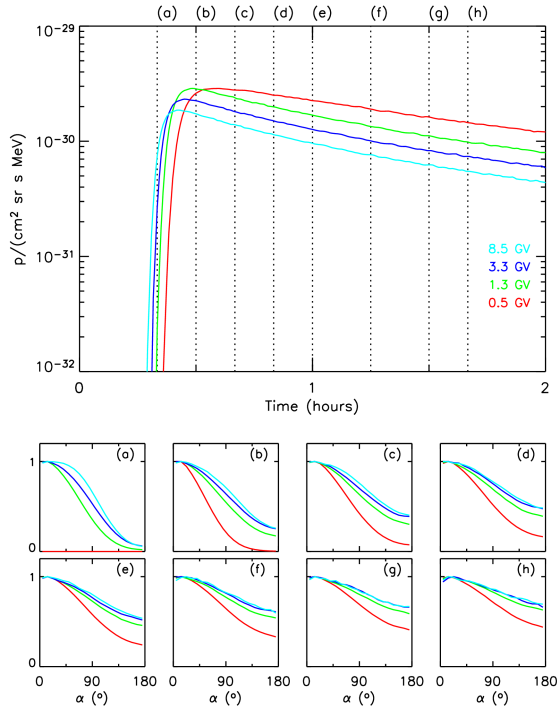 (a) (b) (c) (d) (e) (f) (g) (h)
10⁻²⁹
10⁻³⁰
10⁻³¹
10⁻³²
p/(cm² sr s MeV)
8.5 GV
3.3 GV
1.3 GV
0.5 GV
0 1 2
Time (hours)
1 (a) (b) (c) (d)
0
1 (e) (f) (g) (h)
0
0 90 180 0 90 180 0 90 180 0 90 180
α (°) α (°) α (°) α (°)